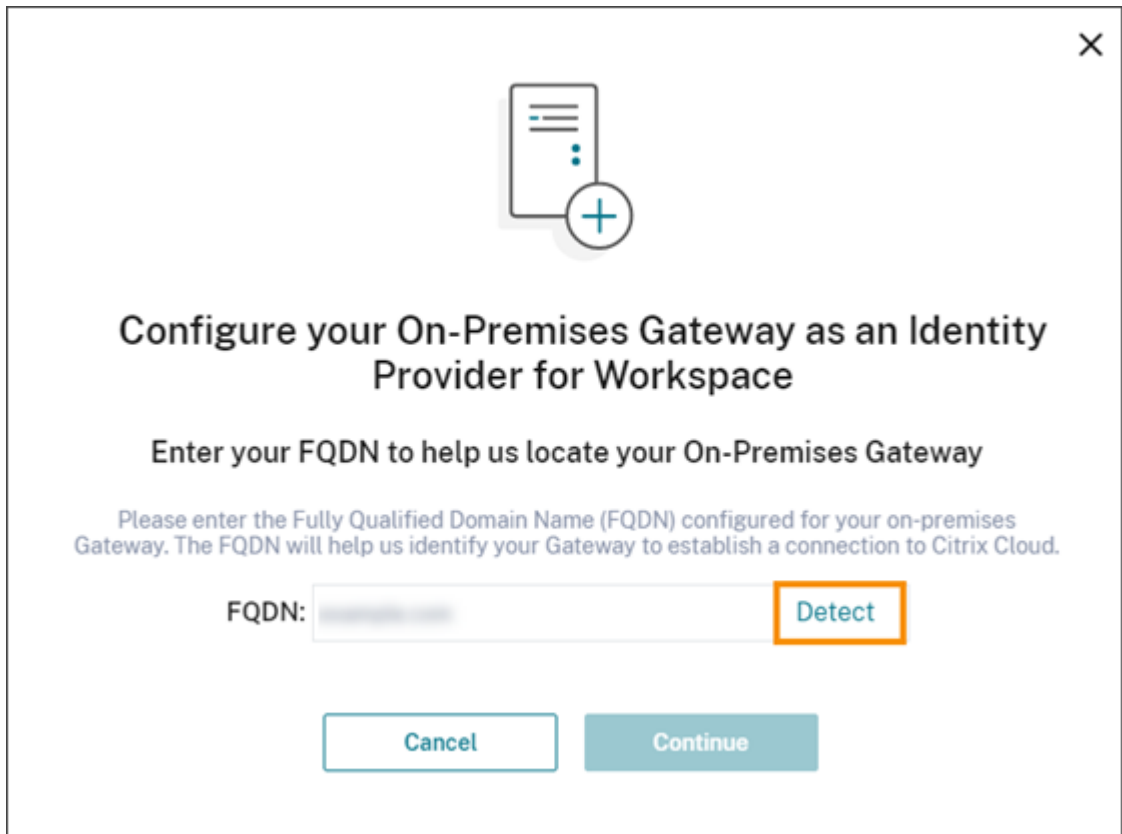 Configure your On-Premises Gateway as an Identity
Provider for Workspace
Enter your FQDN to help us locate your On-Premises Gateway
Please enter the Fully Qualified Domain Name (FQDN) configured for your on-premises
Gateway. The FQDN will help us identify your Gateway to establish a connection to Citrix Cloud.
FQDN: Detect
Cancel Continue